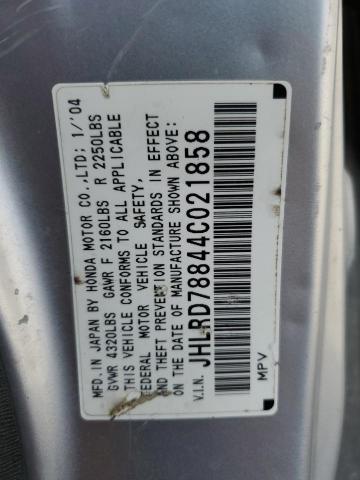 MFD.IN JAPAN BY HONDA MOTOR CO.,LTD: 1/'04
GVWR 4320LBS GAWR F 2160LBS R 2250LBS
THIS VEHICLE CONFORMS TO ALL APPLICABLE
FEDERAL MOTOR VEHICLE SAFETY,
AND THEFT PREVENTION STANDARDS IN EFFECT
ON THE DATE OF MANUFACTURE SHOWN ABOVE:
V.I.N. JHLRD78844C021858
MPV